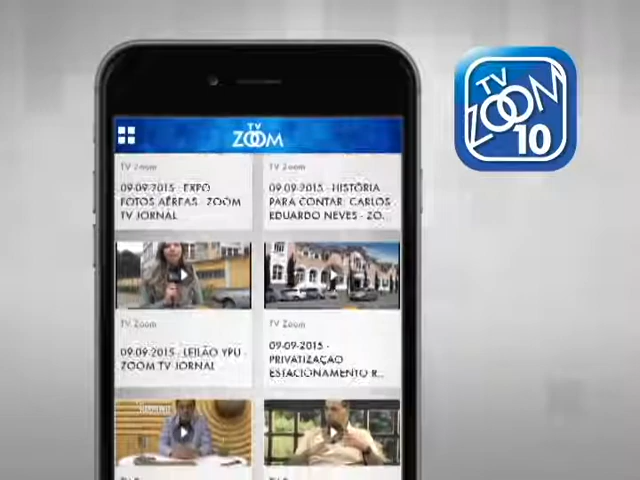 TV
ZOOM
TV
ZOOM
10
TV Zoom
09-09-2015 - EXPO
FOTOS AÉREAS - ZOOM
TV JORNAL
TV Zoom
09-09-2015 - HISTÓRIA
PARA CONTAR: CARLOS
EDUARDO NEVES - ZO...
TV Zoom
09-09-2015 - LEILÃO YPU -
ZOOM TV JORNAL
TV Zoom
09-09-2015 -
PRIVATIZAÇÃO
ESTACIONAMENTO R...